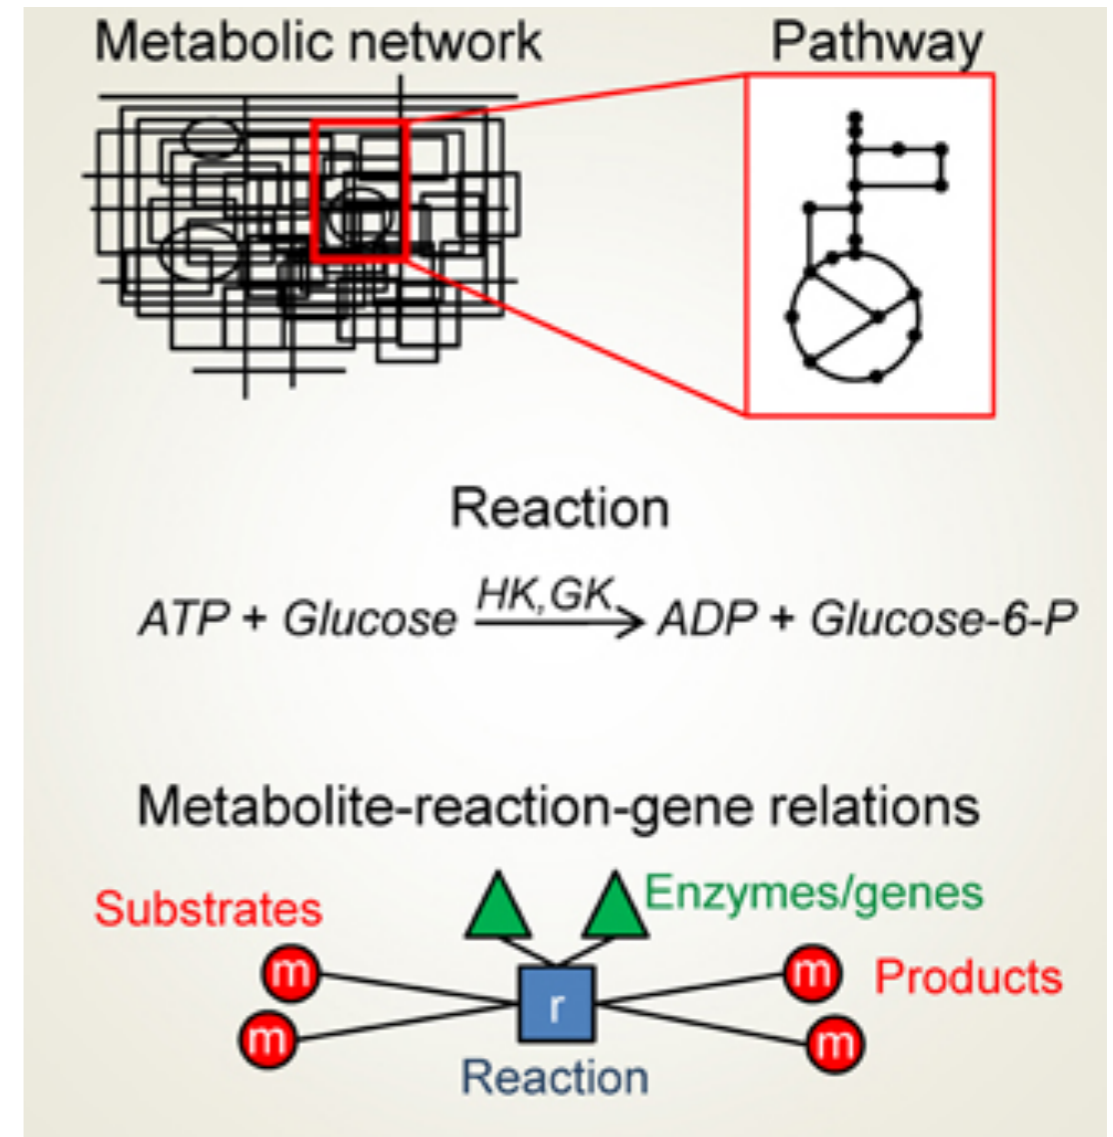 Metabolic network
Pathway
Reaction
HK,GK
ATP + Glucose → ADP + Glucose-6-P
Metabolite-reaction-gene relations
Substrates
Enzymes/genes
m
m
Products
r
m
m
Reaction